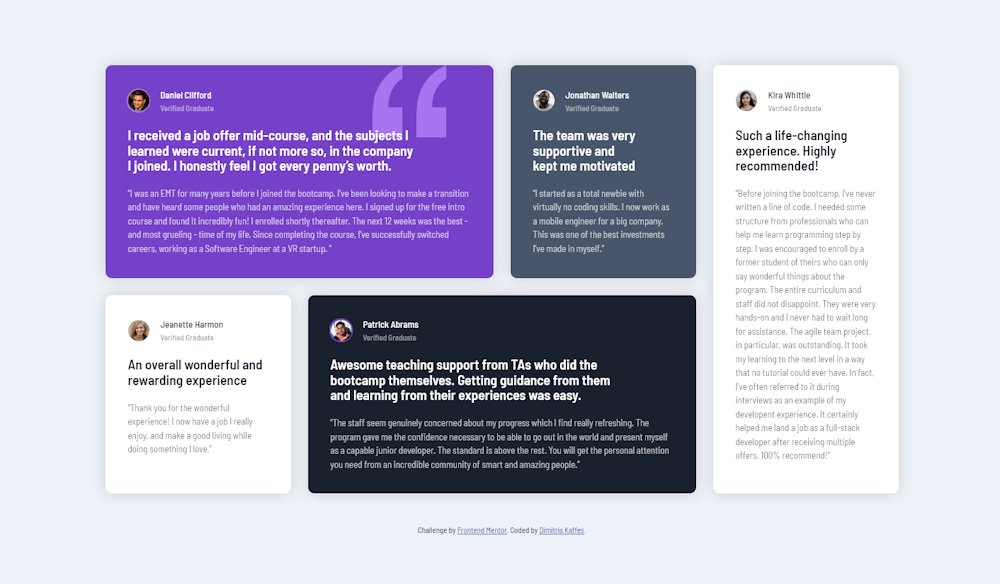 Daniel Clifford
Verified Graduate
I received a job offer mid-course, and the subjects I
learned were current, if not more so, in the company
I joined. I honestly feel I got every penny's worth.
"I was an EMT for many years before I joined the bootcamp. I've been looking to make a transition
and have heard some people who had an amazing experience here. I signed up for the free intro
course and found it incredibly fun! I enrolled shortly thereafter. The next 12 weeks was the best -
and most grueling - time of my life. Since completing the course, I've successfully switched
careers, working as a Software Engineer at a VR startup. "
Jonathan Walters
Verified Graduate
The team was very
supportive and
kept me motivated
"I started as a total newbie with
virtually no coding skills. I now work as
a mobile engineer for a big company.
This was one of the best investments
I've made in myself."
Kira Whittle
Verified Graduate
Such a life-changing
experience. Highly
recommended!
"Before joining the bootcamp, I've never
written a line of code. I needed some
structure from professionals who can
help me learn programming step by
step. I was encouraged to enroll by a
former student of theirs who can only
say wonderful things about the
program. The entire curriculum and
staff did not disappoint. They were very
hands-on and I never had to wait long
for assistance. The agile team project,
in particular, was outstanding. It took
my learning to the next level in a way
that no tutorial could ever have. In fact,
I've often referred to it during
interviews as an example of my
developent experience. It certainly
helped me land a job as a full-stack
developer after receiving multiple
offers. 100% recommend!"
Jeanette Harmon
Verified Graduate
An overall wonderful and
rewarding experience
"Thank you for the wonderful
experience! I now have a job I really
enjoy, and make a good living while
doing something I love."
Patrick Abrams
Verified Graduate
Awesome teaching support from TAs who did the
bootcamp themselves. Getting guidance from them
and learning from their experiences was easy.
"The staff seem genuinely concerned about my progress which I find really refreshing. The
program gave me the confidence necessary to be able to go out in the world and present myself
as a capable junior developer. The standard is above the rest. You will get the personal attention
you need from an incredible community of smart and amazing people."
Challenge by Frontend Mentor. Coded by Dimitris Kaffes.